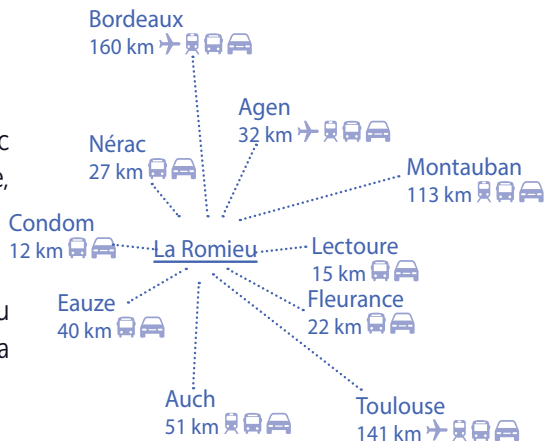 Bordeaux
160 km
Agen
32 km
c
Nérac
e,
27 km
Montauban
113 km
Condom
12 km
La Romieu
Lectoure
15 km
Eauze
40 km
Fleurance
22 km
u
a
Auch
51 km
Toulouse
141 km